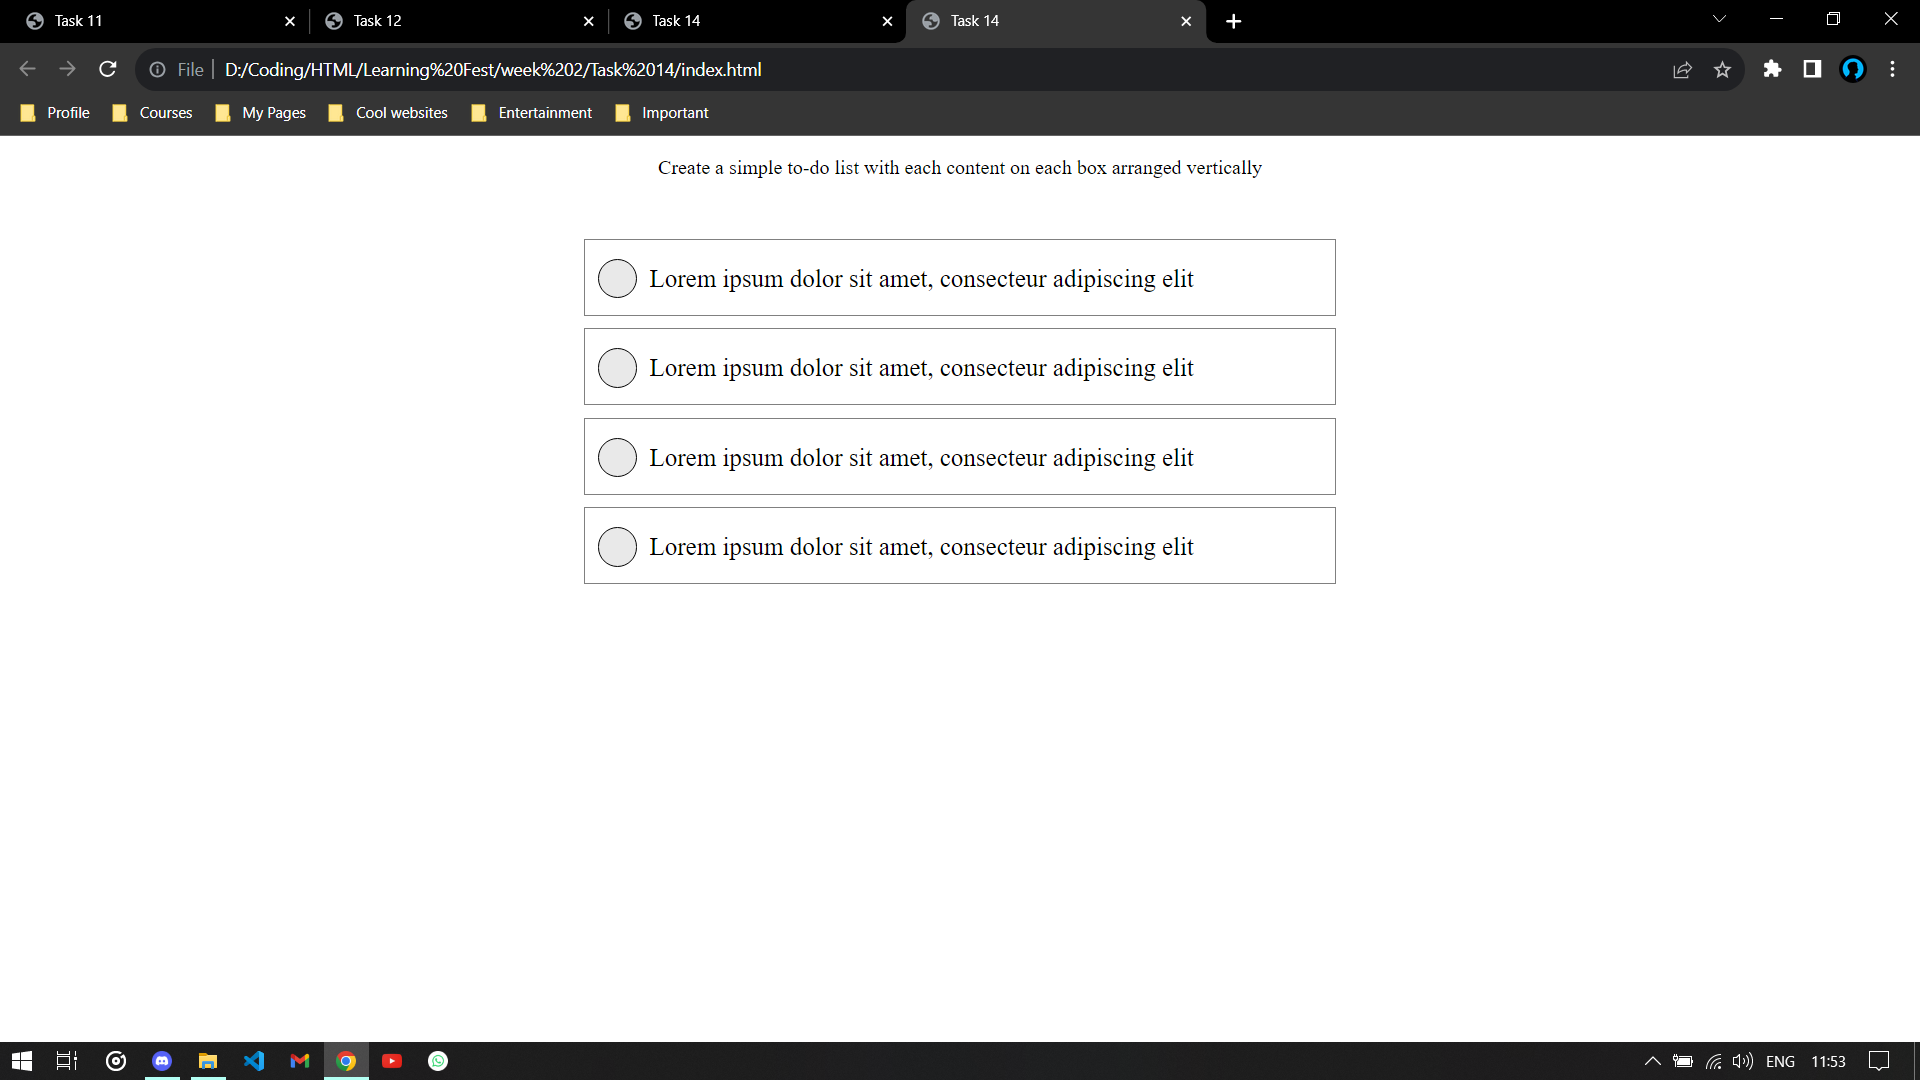 Task 11
Task 12
Task 14
Task 14
File
D:/Coding/HTML/Learning%20Fest/week%202/Task%2014/index.html
Profile
Courses
My Pages
Cool websites
Entertainment
Important
Create a simple to-do list with each content on each box arranged vertically
Lorem ipsum dolor sit amet, consecteur adipiscing elit
Lorem ipsum dolor sit amet, consecteur adipiscing elit
Lorem ipsum dolor sit amet, consecteur adipiscing elit
Lorem ipsum dolor sit amet, consecteur adipiscing elit
ENG
11:53